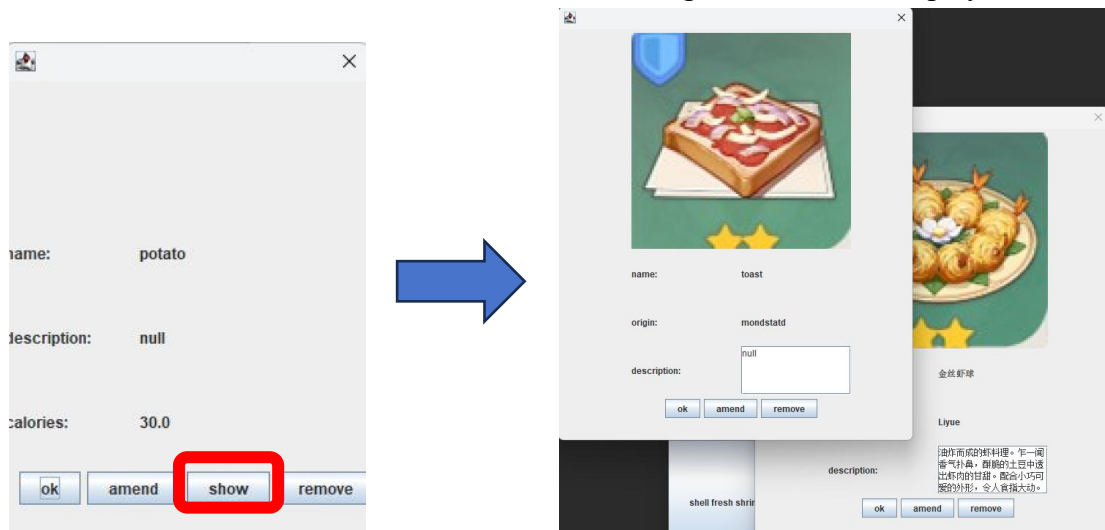 name:
potato
description:
null
calories:
30.0
ok
amend
show
remove
name:
toast
origin:
mondstatd
description:
null
ok
amend
remove
金丝虾球
Liyue
description:
油炸而成的虾料理。乍一闻
香气扑鼻，酥脆的土豆中透
出虾肉的甘甜。配合小巧可
爱的外形，令人食指大动。
ok
amend
remove
shell fresh shrir